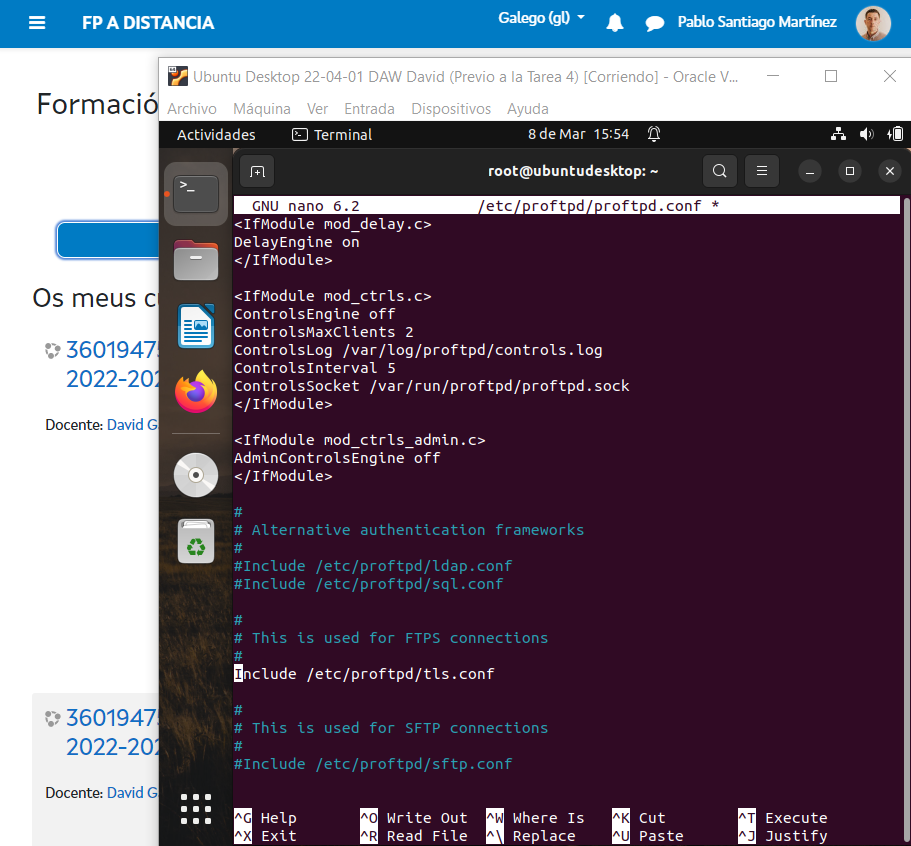 FP A DISTANCIA
Galego (gl)
Pablo Santiago Martínez
Formació
Os meus cu
3601947
2022-202
Docente: David G
3601947
2022-202
Docente: David G
Ubuntu Desktop 22-04-01 DAW David (Previo a la Tarea 4) [Corriendo] - Oracle V...
Archivo Máquina Ver Entrada Dispositivos Ayuda
Actividades
Terminal
8 de Mar 15:54
root@ubuntudesktop: ~
GNU nano 6.2 /etc/proftpd/proftpd.conf *
<IfModule mod_delay.c>
DelayEngine on
</IfModule>
<IfModule mod_ctrls.c>
ControlsEngine off
ControlsMaxClients 2
ControlsLog /var/log/proftpd/controls.log
ControlsInterval 5
ControlsSocket /var/run/proftpd/proftpd.sock
</IfModule>
<IfModule mod_ctrls_admin.c>
AdminControlsEngine off
</IfModule>
#
# Alternative authentication frameworks
#
#Include /etc/proftpd/ldap.conf
#Include /etc/proftpd/sql.conf
#
# This is used for FTPS connections
#
Include /etc/proftpd/tls.conf
#
# This is used for SFTP connections
#
#Include /etc/proftpd/sftp.conf
^G Help ^O Write Out ^W Where Is ^K Cut ^T Execute
^X Exit ^R Read File ^\ Replace ^U Paste ^J Justify